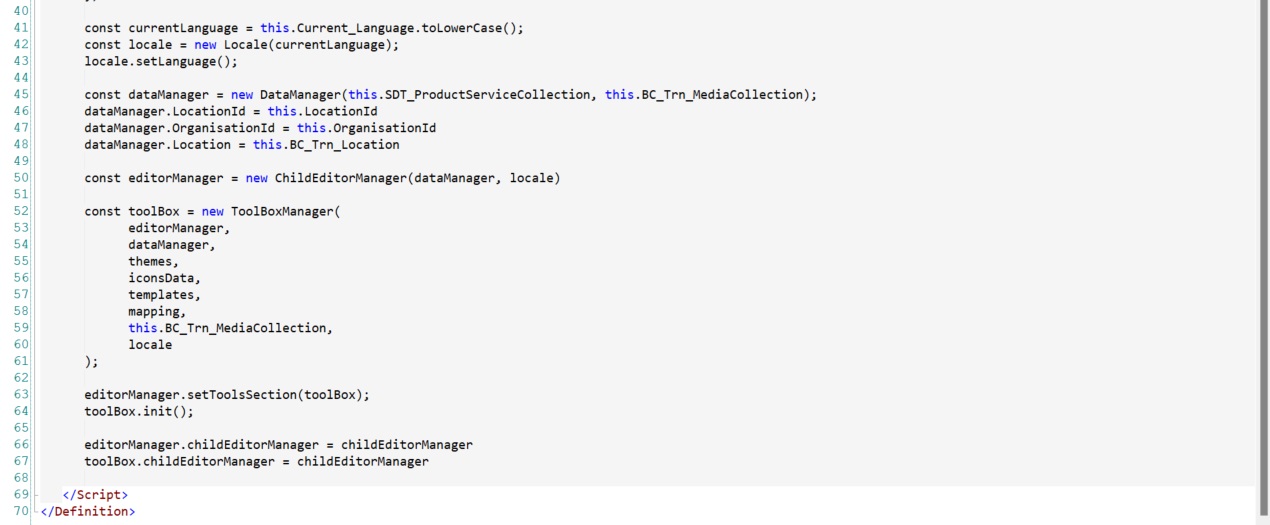 40
41 const currentLanguage = this.Current_Language.toLowerCase();
42 const locale = new Locale(currentLanguage);
43 locale.setLanguage();
44
45 const dataManager = new DataManager(this.SDT_ProductServiceCollection, this.BC_Trn_MediaCollection);
46 dataManager.LocationId = this.LocationId
47 dataManager.OrganisationId = this.OrganisationId
48 dataManager.Location = this.BC_Trn_Location
49
50 const editorManager = new ChildEditorManager(dataManager, locale)
51
52 const toolBox = new ToolBoxManager(
53 editorManager,
54 dataManager,
55 themes,
56 iconsData,
57 templates,
58 mapping,
59 this.BC_Trn_MediaCollection,
60 locale
61 );
62
63 editorManager.setToolsSection(toolBox);
64 toolBox.init();
65
66 editorManager.childEditorManager = childEditorManager
67 toolBox.childEditorManager = childEditorManager
68
69 </Script>
70 </Definition>